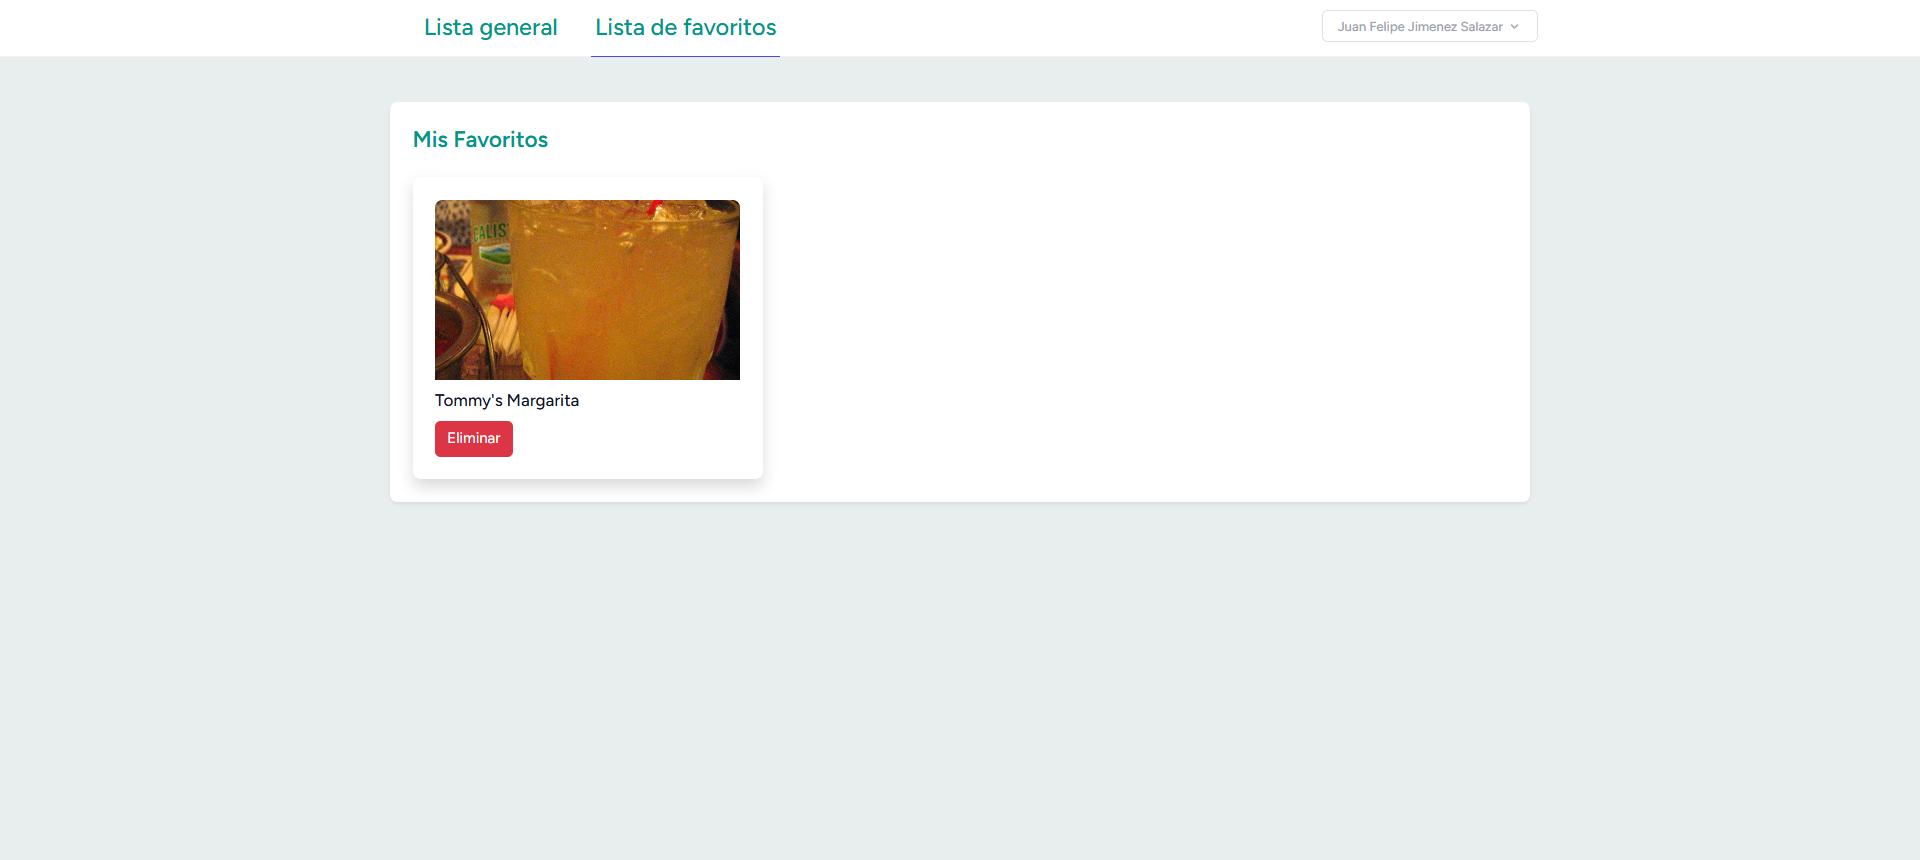 Lista general
Lista de favoritos
Juan Felipe Jimenez Salazar
Mis Favoritos
CALIS
Tommy's Margarita
Eliminar